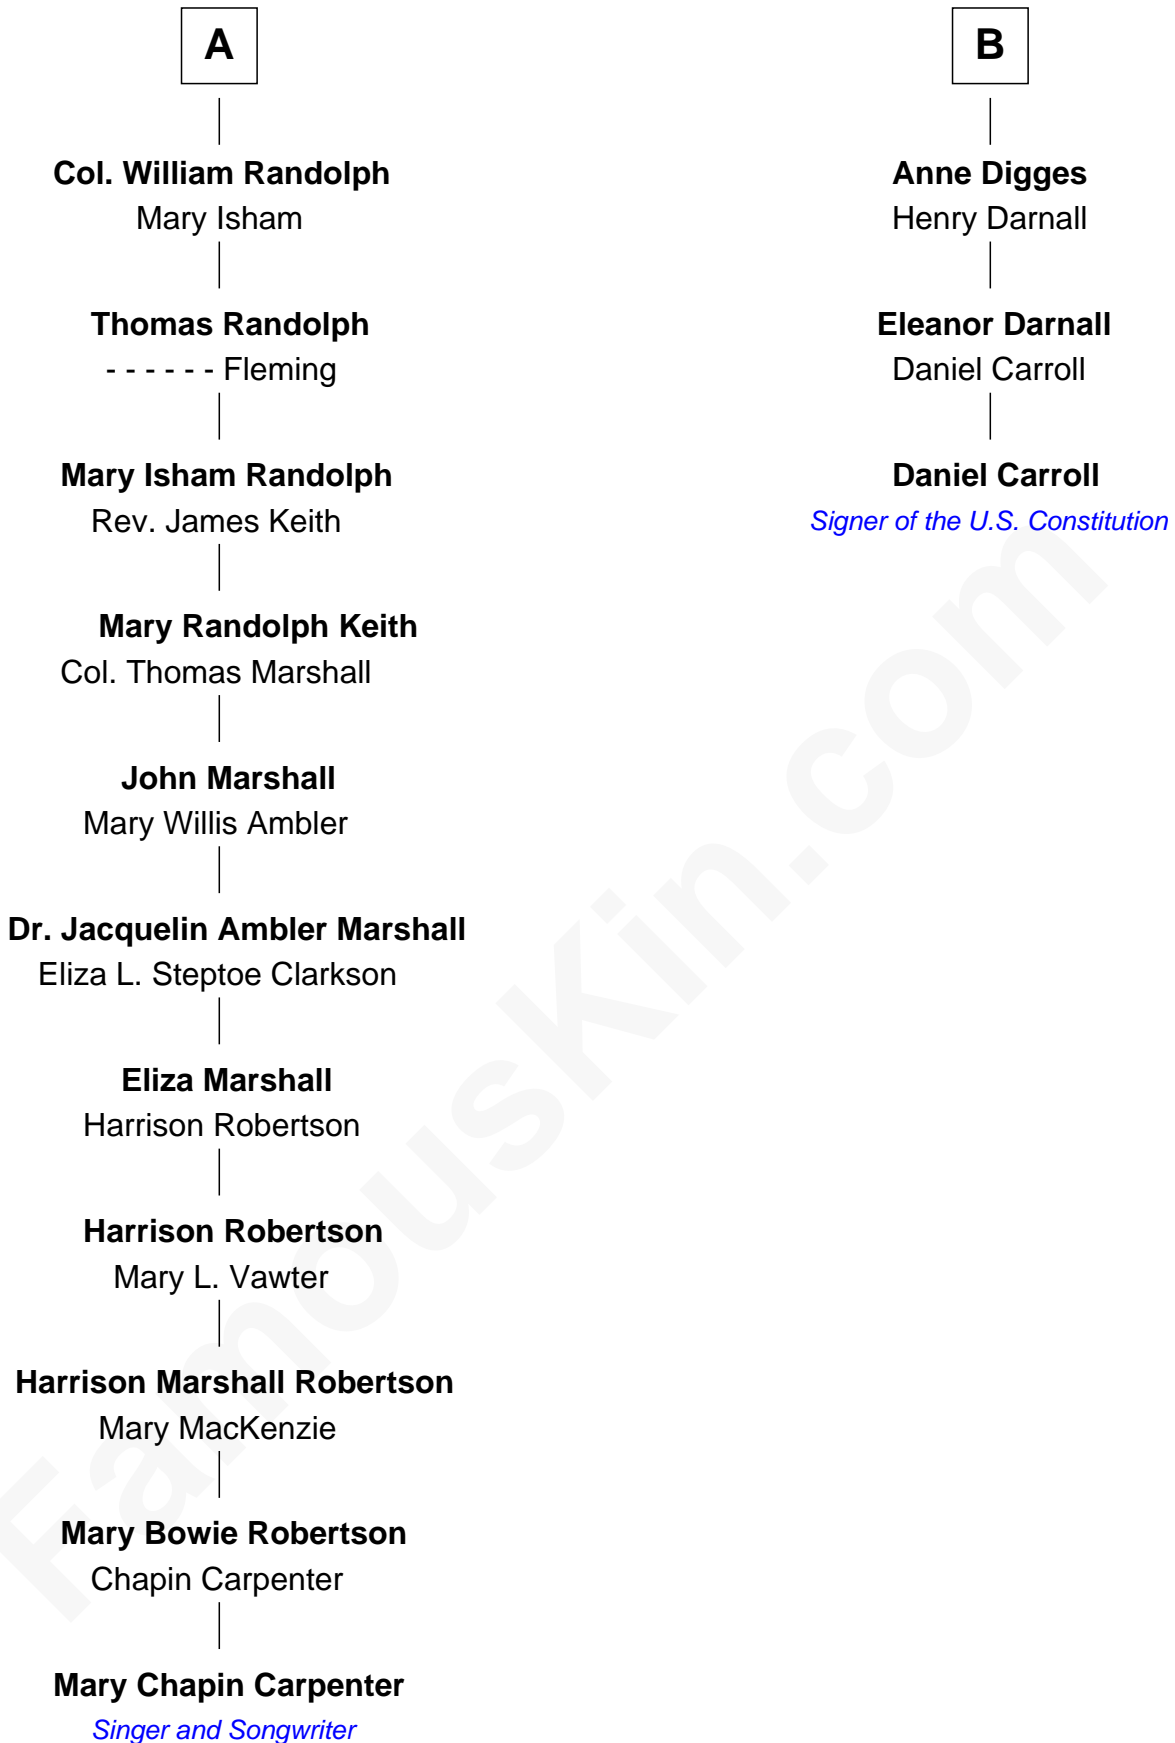 A
Col. William Randolph
Mary Isham
Thomas Randolph
- - - - - - Fleming
Mary Isham Randolph
Rev. James Keith
Mary Randolph Keith
Col. Thomas Marshall
John Marshall
Mary Willis Ambler
Dr. Jacquelin Ambler Marshall
Eliza L. Steptoe Clarkson
Eliza Marshall
Harrison Robertson
Harrison Robertson
Mary L. Vawter
Harrison Marshall Robertson
Mary MacKenzie
Mary Bowie Robertson
Chapin Carpenter
Mary Chapin Carpenter
Singer and Songwriter
B
Anne Digges
Henry Darnall
Eleanor Darnall
Daniel Carroll
Daniel Carroll
Signer of the U.S. Constitution
FamousKin.com